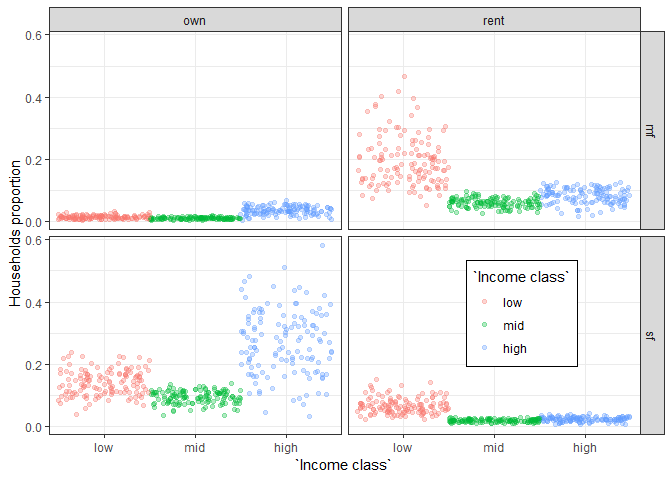 own
rent
0.6
0.4
0.2
0.0
mf
Households proportion
0.6
0.4
0.2
0.0
`Income class`
low
mid
high
sf
low
mid
high
low
mid
high
`Income class`